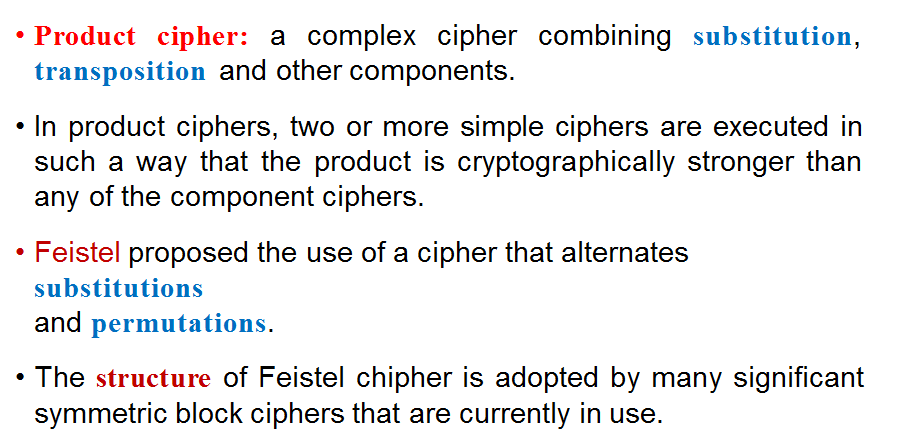 • Product cipher: a complex cipher combining substitution,
transposition and other components.
• In product ciphers, two or more simple ciphers are executed in
such a way that the product is cryptographically stronger than
any of the component ciphers.
• Feistel proposed the use of a cipher that alternates
substitutions
and permutations.
• The structure of Feistel chipher is adopted by many significant
symmetric block ciphers that are currently in use.